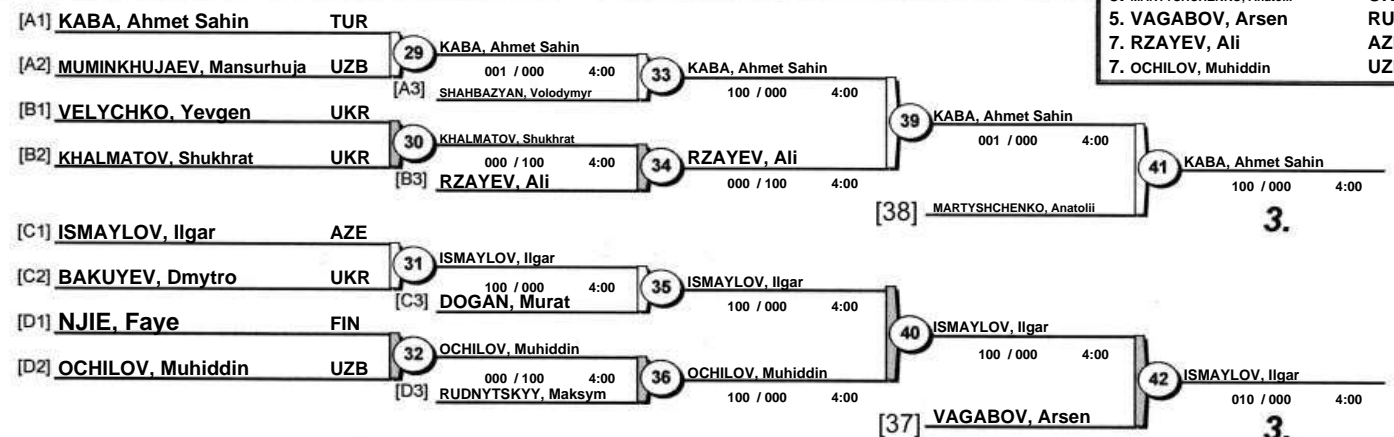 5. VAGABOV, Arsen RU
[A1] KABA, Ahmet Sahin TUR
29 KABA, Ahmet Sahin
7. RZAYEV, Ali AZ
[A2] MUMINKHUJAEV, Mansurhuja UZB
001 / 000 4:00 33 KABA, Ahmet Sahin
7. OCHILOV, Muhiddin UZ
[A3] SHAHBAZYAN, Volodymyr
100 / 000 4:00
[B1] VELYCHKO, Yevgen UKR
39 KABA, Ahmet Sahin
30 KHALMATOV, Shukhrat
001 / 000 4:00
[B2] KHALMATOV, Shukhrat UKR
000 / 100 4:00 34 RZAYEV, Ali
41 KABA, Ahmet Sahin
[B3] RZAYEV, Ali
000 / 100 4:00
100 / 000 4:00
[38] MARTYSHCHENKO, Anatolii
3.
[C1] ISMAYLOV, Ilgar AZE
31 ISMAYLOV, Ilgar
[C2] BAKUYEV, Dmytro UKR
100 / 000 4:00 35 ISMAYLOV, Ilgar
[C3] DOGAN, Murat
100 / 000 4:00
[D1] NJIE, Faye FIN
40 ISMAYLOV, Ilgar
32 OCHILOV, Muhiddin
100 / 000 4:00
[D2] OCHILOV, Muhiddin UZB
000 / 100 4:00 36 OCHILOV, Muhiddin
42 ISMAYLOV, Ilgar
[D3] RUDNYTSKYY, Maksym
100 / 000 4:00
010 / 000 4:00
[37] VAGABOV, Arsen
3.